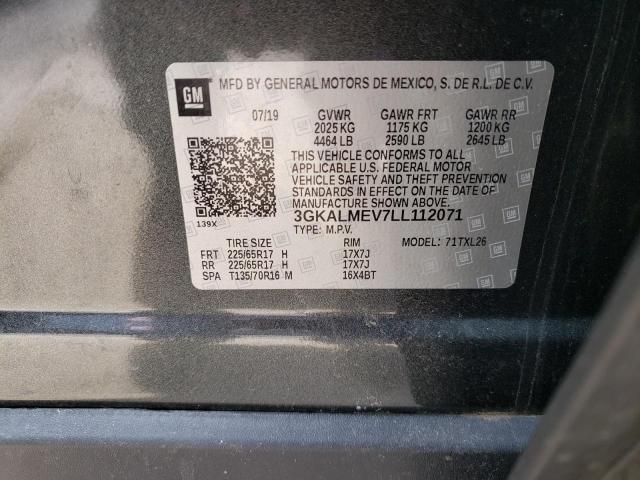 GM
MFD BY GENERAL MOTORS DE MEXICO, S. DE R.L. DE C.V.
07/19 GVWR GAWR FRT GAWR RR
2025 KG 1175 KG 1200 KG
4464 LB 2590 LB 2645 LB
THIS VEHICLE CONFORMS TO ALL
APPLICABLE U.S. FEDERAL MOTOR
VEHICLE SAFETY AND THEFT PREVENTION
STANDARDS IN EFFECT ON THE DATE OF
MANUFACTURE SHOWN ABOVE.
139X 3GKALMEV7LL112071
TYPE: M.P.V. MODEL: 71TXL26
TIRE SIZE RIM
FRT 225/65R17 H 17X7J
RR 225/65R17 H 17X7J
SPA T135/70R16 M 16X4BT